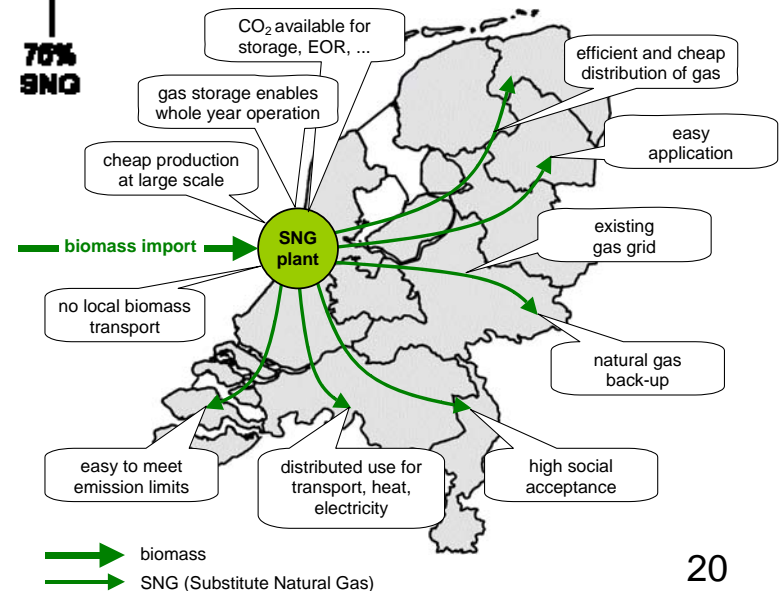 76%
SNG
CO₂ available for
storage, EOR, ...
gas storage enables
whole year operation
cheap production
at large scale
biomass import
SNG
plant
no local biomass
transport
efficient and cheap
distribution of gas
easy
application
existing
gas grid
natural gas
back-up
easy to meet
emission limits
distributed use for
transport, heat,
electricity
high social
acceptance
biomass
SNG (Substitute Natural Gas)
20